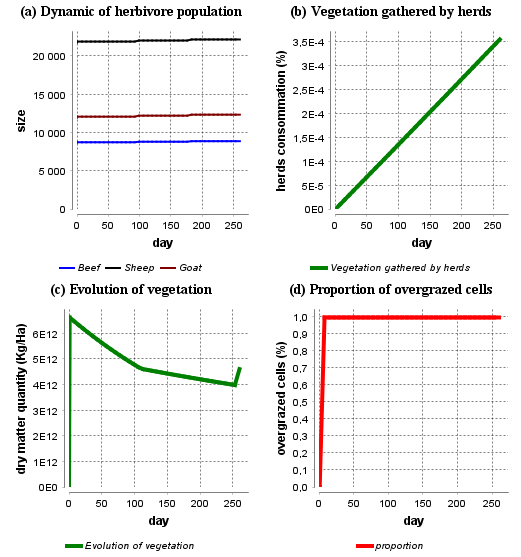 (a) Dynamic of herbivore population
size
20 000
15 000
10 000
5 000
0
0 50 100 150 200 250
day
Beef Sheep Goat
(b) Vegetation gathered by herds
herds consommation (%)
3,5E-4
3E-4
2,5E-4
2E-4
1,5E-4
1E-4
5E-5
0E0
0 50 100 150 200 250
day
Vegetation gathered by herds
(c) Evolution of vegetation
dry matter quantity (Kg/Ha)
6E12
5E12
4E12
3E12
2E12
1E12
0E0
0 50 100 150 200 250
day
Evolution of vegetation
(d) Proportion of overgrazed cells
overgrazed cells (%)
1,0
0,9
0,8
0,7
0,6
0,5
0,4
0,3
0,2
0,1
0,0
0 50 100 150 200 250
day
proportion